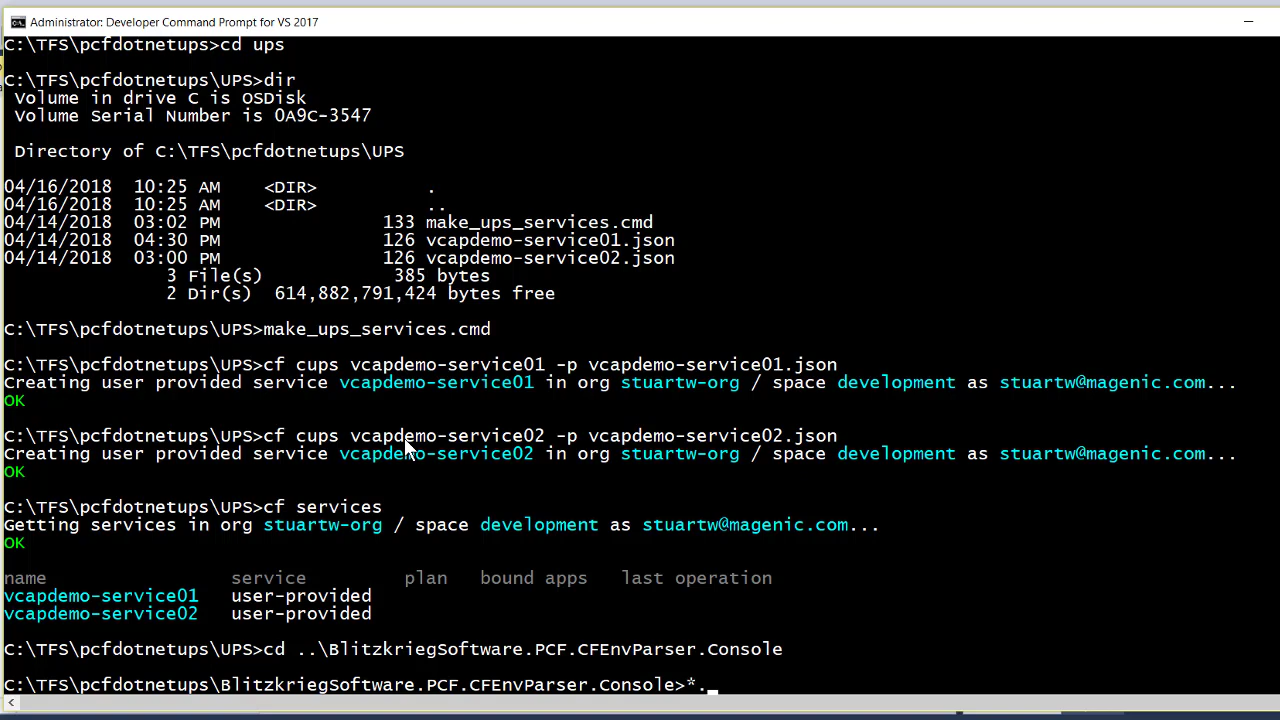 Administrator: Developer Command Prompt for VS 2017
C:\TFS\pcfdotnetups>cd ups
C:\TFS\pcfdotnetups\UPS>dir
Volume in drive C is OSDisk
Volume Serial Number is 0A9C-3547
Directory of C:\TFS\pcfdotnetups\UPS
04/16/2018  10:25 AM    <DIR>          .
04/16/2018  10:25 AM    <DIR>          ..
04/14/2018  03:02 PM               133 make_ups_services.cmd
04/14/2018  04:30 PM               126 vcapdemo-service01.json
04/14/2018  03:00 PM               126 vcapdemo-service02.json
3 File(s)            385 bytes
2 Dir(s)  614,882,791,424 bytes free
C:\TFS\pcfdotnetups\UPS>make_ups_services.cmd
C:\TFS\pcfdotnetups\UPS>cf cups vcapdemo-service01 -p vcapdemo-service01.json
Creating user provided service vcapdemo-service01 in org stuartw-org / space development as stuartw@magenic.com...
OK
C:\TFS\pcfdotnetups\UPS>cf cups vcapdemo-service02 -p vcapdemo-service02.json
Creating user provided service vcapdemo-service02 in org stuartw-org / space development as stuartw@magenic.com...
OK
C:\TFS\pcfdotnetups\UPS>cf services
Getting services in org stuartw-org / space development as stuartw@magenic.com...
OK
name                 service         plan    bound apps   last operation
vcapdemo-service01   user-provided
vcapdemo-service02   user-provided
C:\TFS\pcfdotnetups\UPS>cd ..\BlitzkriegSoftware.PCF.CFEnvParser.Console
C:\TFS\pcfdotnetups\BlitzkriegSoftware.PCF.CFEnvParser.Console>*.